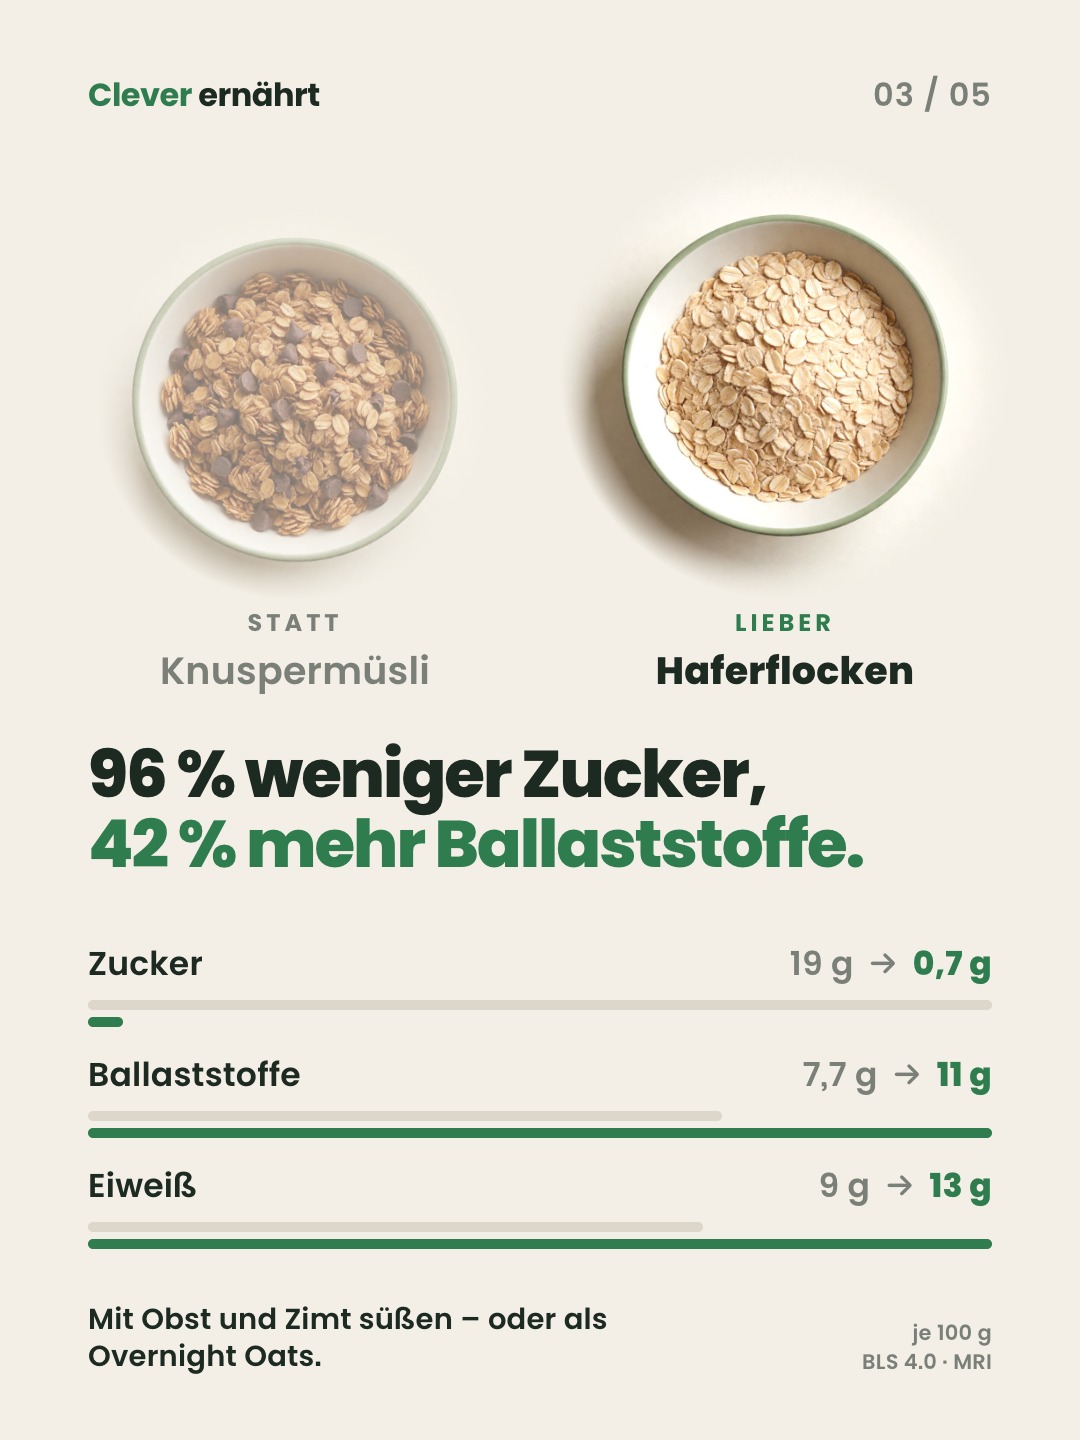 Clever ernährt
03 / 05
STATT
Knuspermüsli
LIEBER
Haferflocken
96 % weniger Zucker,
42 % mehr Ballaststoffe.
Zucker
19 g → 0,7 g
Ballaststoffe
7,7 g → 11 g
Eiweiß
9 g → 13 g
Mit Obst und Zimt süßen – oder als
Overnight Oats.
je 100 g
BLS 4.0 · MRI